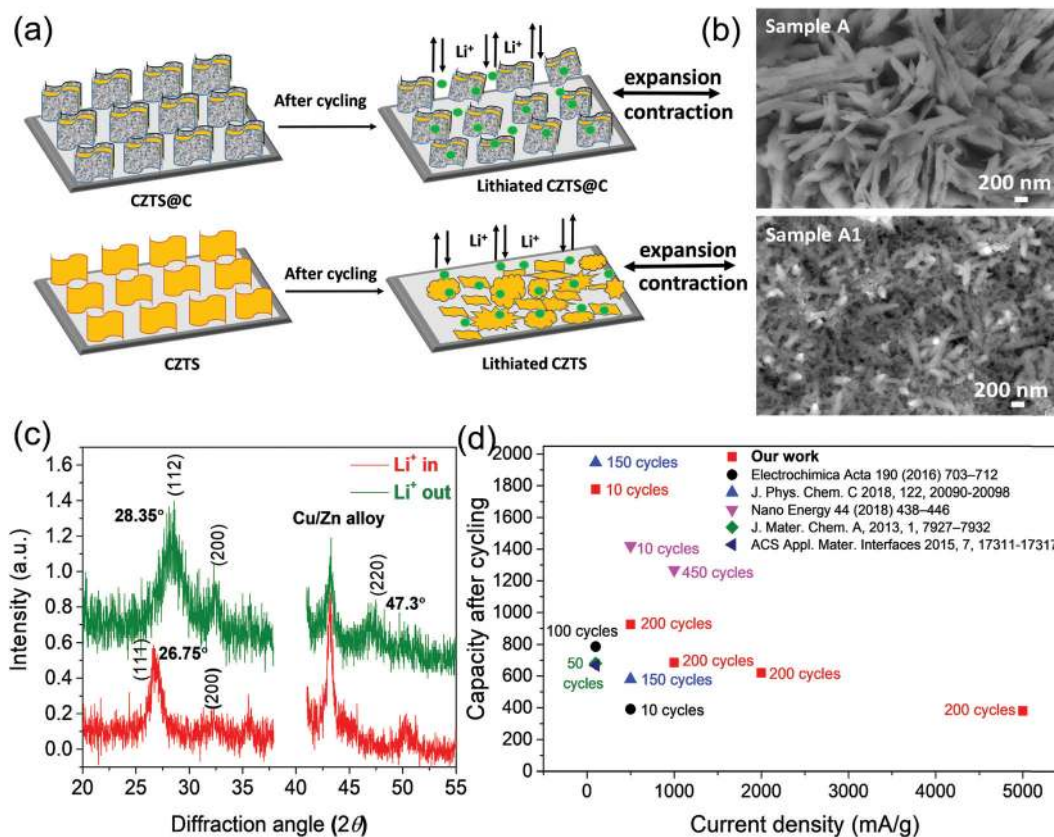 (a)
Li⁺
Li⁺
After cycling
expansion
contraction
CZTS@C
Lithiated CZTS@C
Li⁺
Li⁺
After cycling
expansion
contraction
CZTS
Lithiated CZTS
(b)
Sample A
200 nm
Sample A1
200 nm
(c)
Intensity (a.u.)
1.6
1.4
1.2
1.0
0.8
0.6
0.4
0.2
0.0
Li⁺ in
Li⁺ out
(112)
28.35°
(200)
Cu/Zn alloy
(220)
47.3°
(111)
26.75°
(200)
20 25 30 35 40 45 50 55
Diffraction angle (2θ)
(d)
Capacity after cycling
2000
1800
1600
1400
1200
1000
800
600
400
200
0
Our work
Electrochimica Acta 190 (2016) 703–712
J. Phys. Chem. C 2018, 122, 20090-20098
Nano Energy 44 (2018) 438–446
J. Mater. Chem. A, 2013, 1, 7927–7932
ACS Appl. Mater. Interfaces 2015, 7, 17311-17317
150 cycles
10 cycles
10 cycles
450 cycles
200 cycles
100 cycles
50
cycles
200 cycles
200 cycles
150 cycles
10 cycles
200 cycles
0 1000 2000 3000 4000 5000
Current density (mA/g)